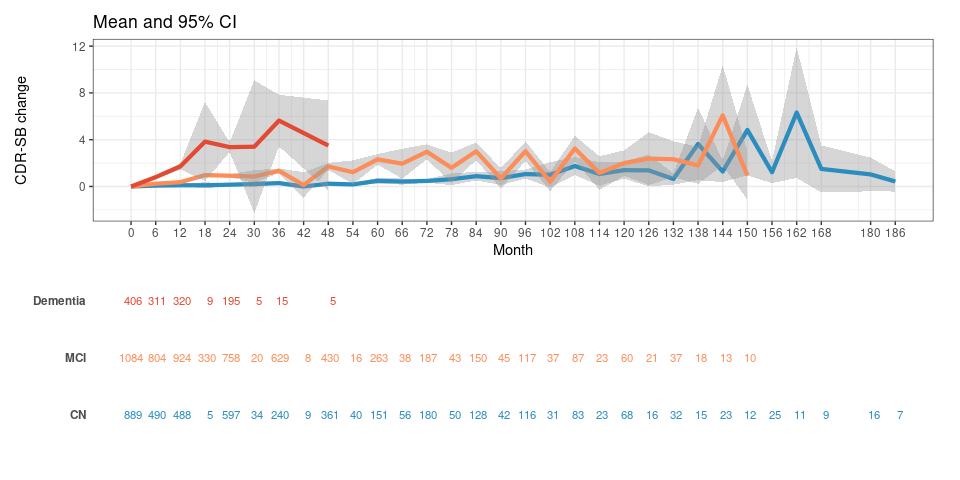 Mean and 95% CI
12
8
4
0
CDR-SB change
0 6 12 18 24 30 36 42 48 54 60 66 72 78 84 90 96 102 108 114 120 126 132 138 144 150 156 162 168 180 186
Month
Dementia 406 311 320 9 195 5 15 5
MCI 1084 804 924 330 758 20 629 8 430 16 263 38 187 43 150 45 117 37 87 23 60 21 37 18 13 10
CN 889 490 488 5 597 34 240 9 361 40 151 56 180 50 128 42 116 31 83 23 68 16 32 15 23 12 25 11 9 16 7